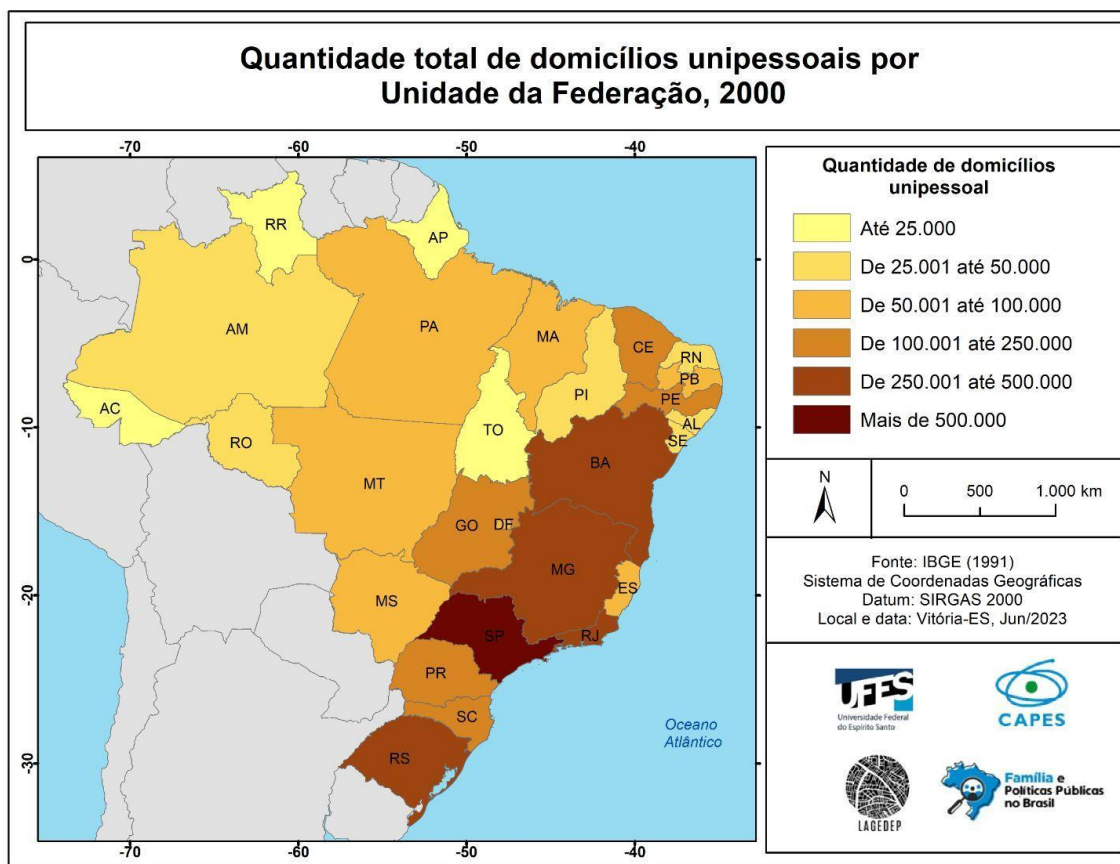 Quantidade total de domicílios unipessoais por
Unidade da Federação, 2000
-70
-60
-50
-40
0
-10
-20
-30
RR
AP
AM
PA
MA
CE
RN
PB
PE
PI
AL
SE
AC
RO
TO
BA
MT
GO
DF
MG
ES
MS
SP
RJ
PR
SC
RS
Oceano
Atlântico
-70
-60
-50
-40
Quantidade de domicílios
unipessoal
Até 25.000
De 25.001 até 50.000
De 50.001 até 100.000
De 100.001 até 250.000
De 250.001 até 500.000
Mais de 500.000
N
0 500 1.000 km
Fonte: IBGE (1991)
Sistema de Coordenadas Geográficas
Datum: SIRGAS 2000
Local e data: Vitória-ES, Jun/2023
UFES
Universidade Federal
do Espírito Santo
CAPES
LAGEDEP
Família e
Políticas Públicas
no Brasil